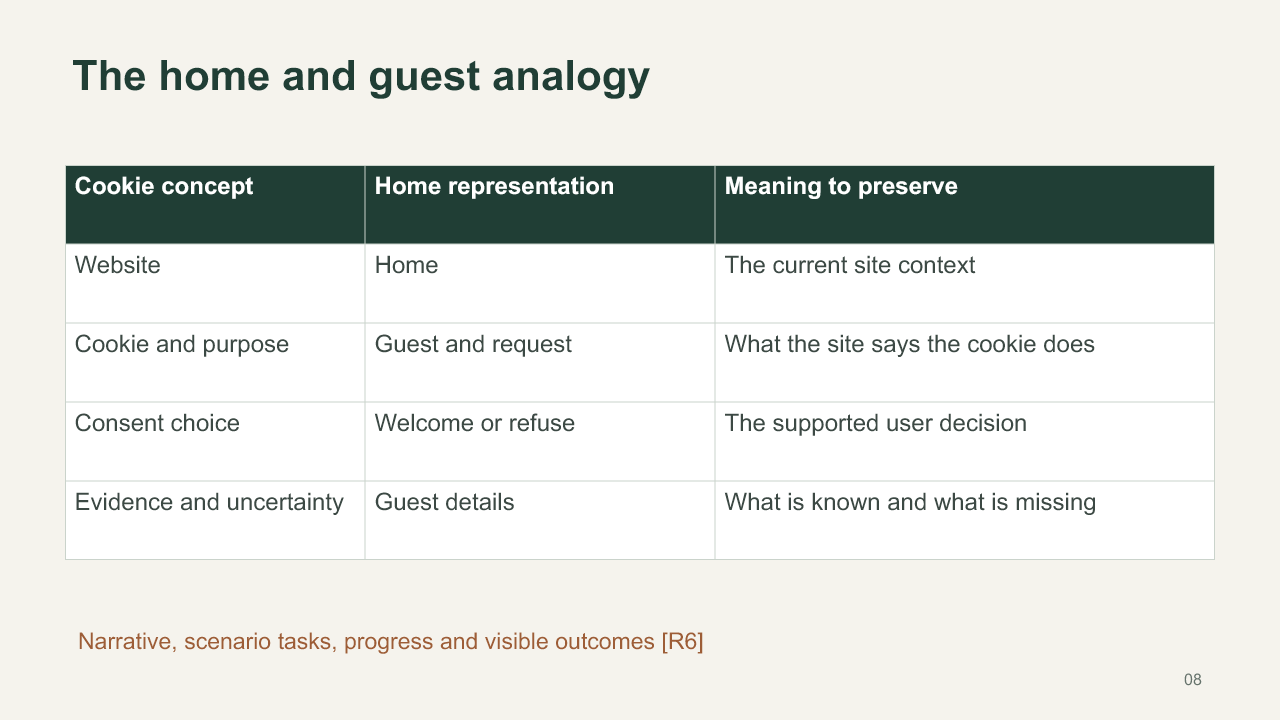 The home and guest analogy
Cookie concept Home representation Meaning to preserve
Website Home The current site context
Cookie and purpose Guest and request What the site says the cookie does
Consent choice Welcome or refuse The supported user decision
Evidence and uncertainty Guest details What is known and what is missing
Narrative, scenario tasks, progress and visible outcomes [R6]
08